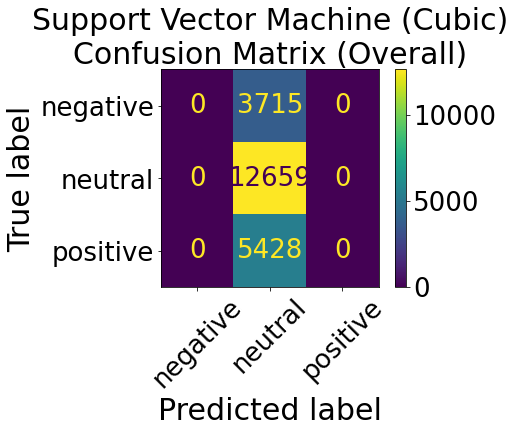 Support Vector Machine (Cubic)
Confusion Matrix (Overall)
True label
negative 0 3715 0
neutral 0 12659 0
positive 0 5428 0
10000
5000
0
negative neutral positive
Predicted label